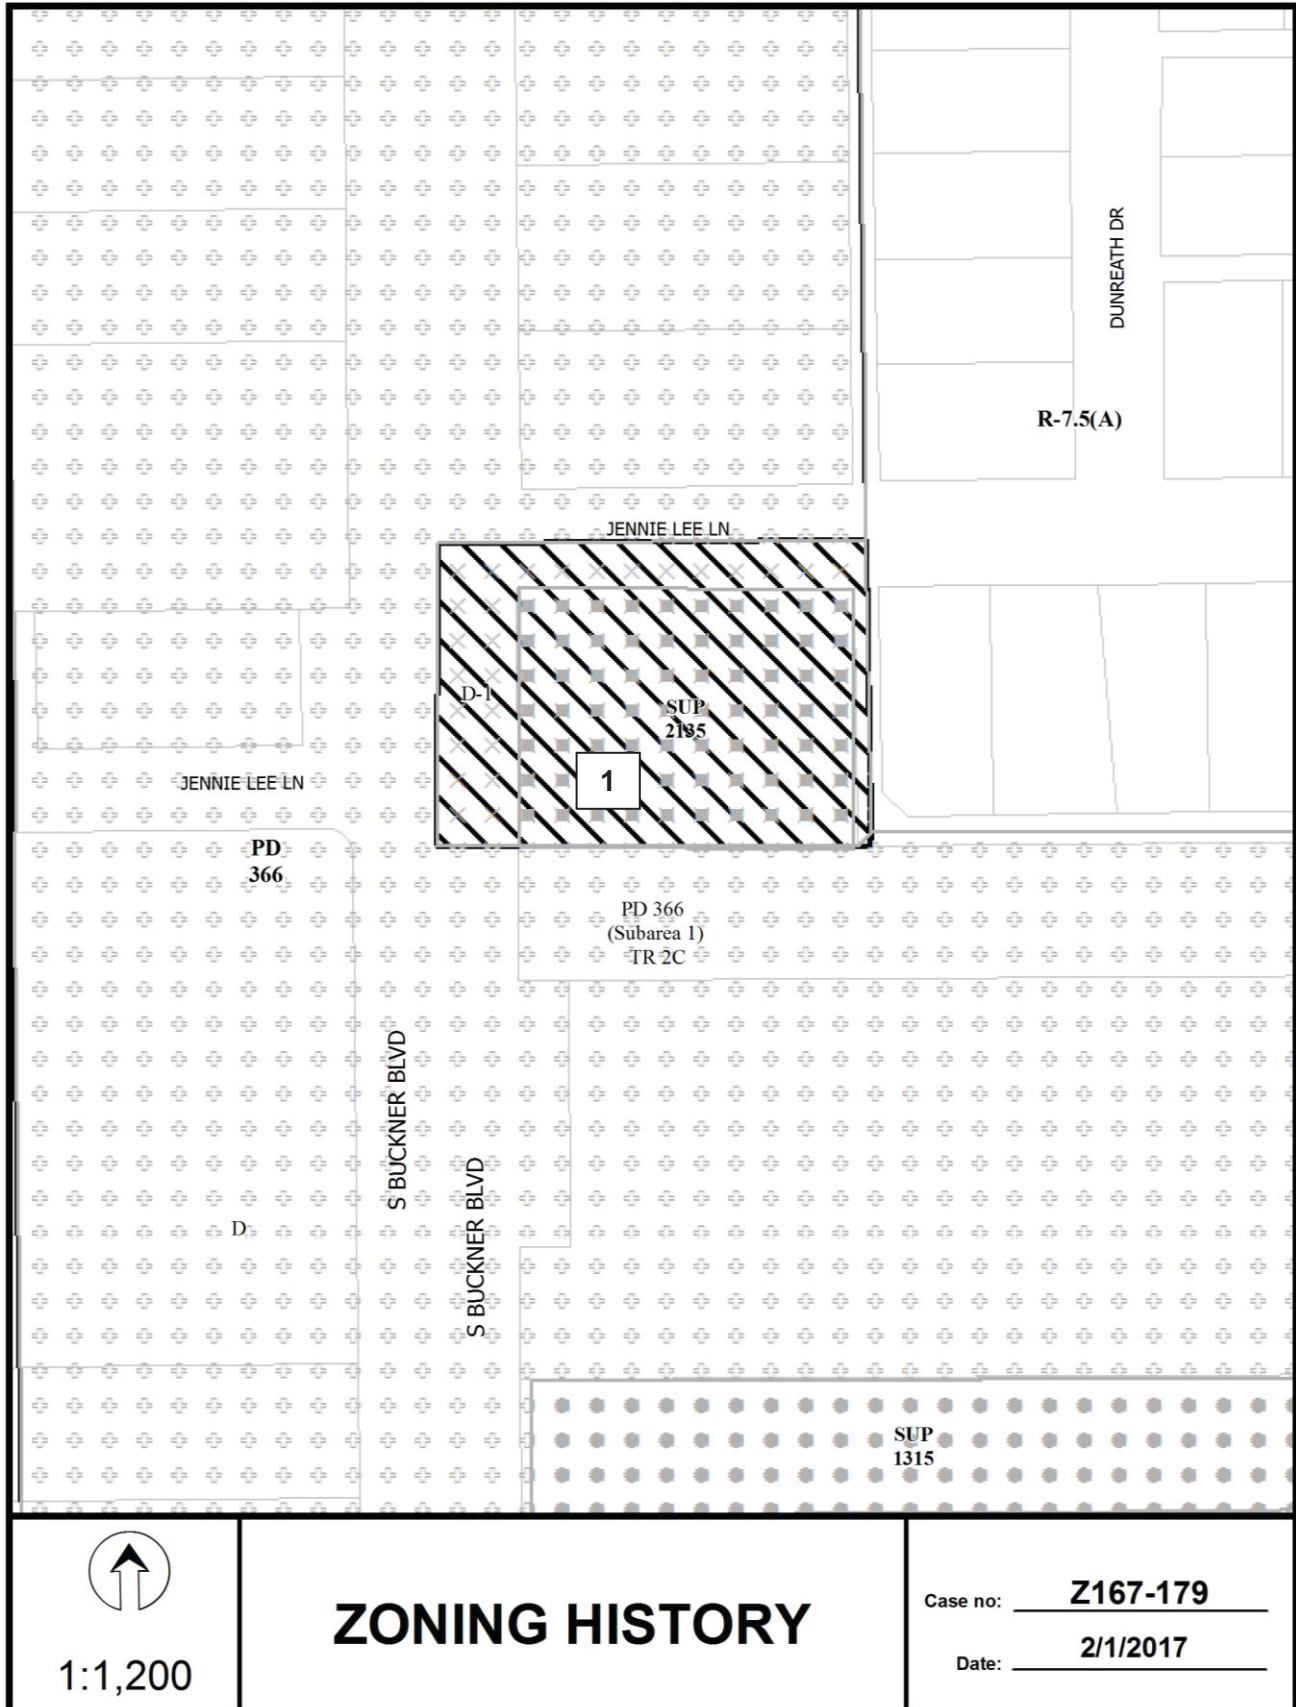 DUNREATH DR
R-7.5(A)
JENNIE LEE LN
D-1
SUP
2135
1
JENNIE LEE LN
PD
366
PD 366
(Subarea 1)
TR 2C
S BUCKNER BLVD
S BUCKNER BLVD
D
SUP
1315
1:1,200
ZONING HISTORY
Case no: Z167-179
Date: 2/1/2017